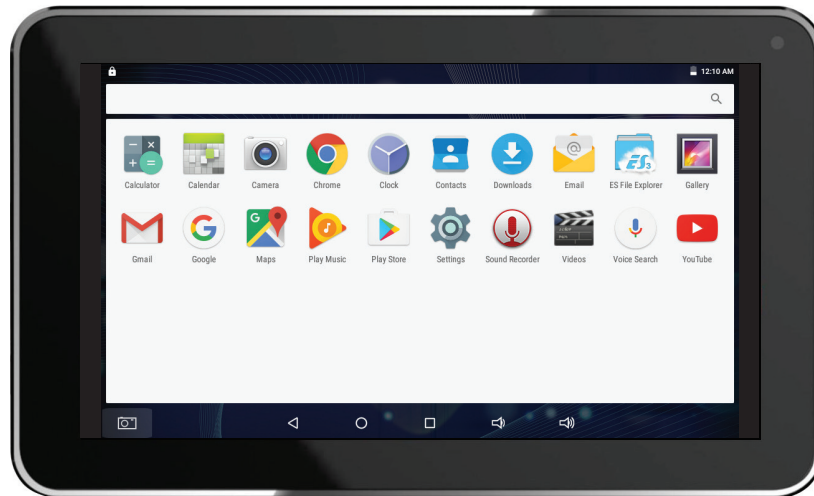 12:10 AM
Calculator Calendar Camera Chrome Clock Contacts Downloads Email ES File Explorer Gallery
Gmail Google Maps Play Music Play Store Settings Sound Recorder Videos Voice Search YouTube